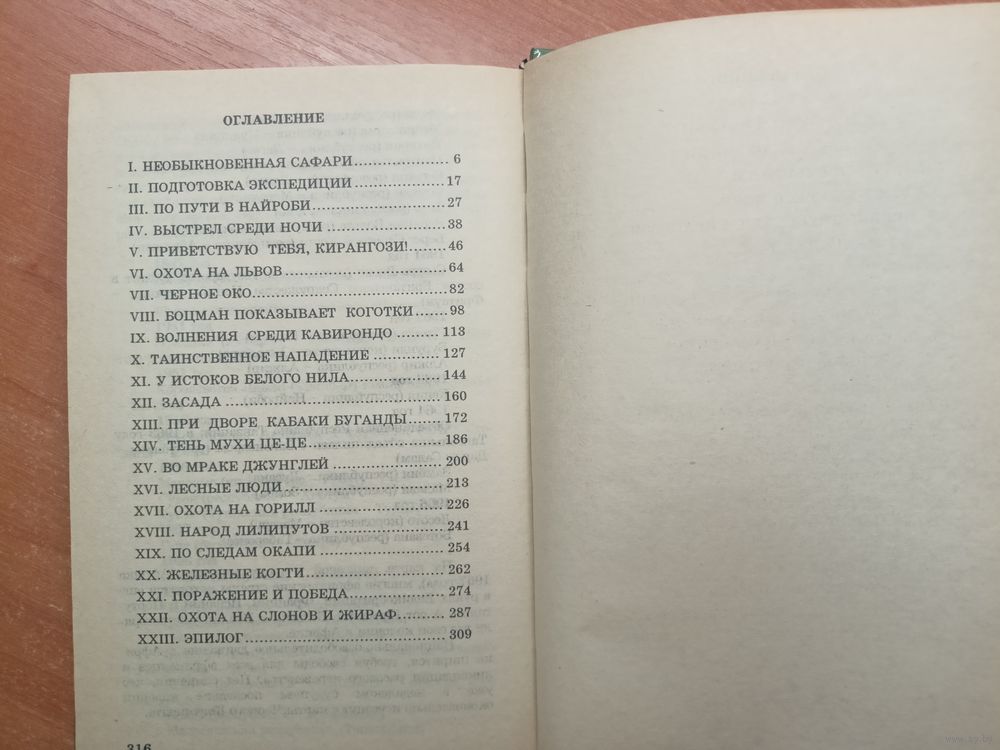 ОГЛАВЛЕНИЕ
I. НЕОБЫКНОВЕННАЯ САФАРИ..................... 6
II. ПОДГОТОВКА ЭКСПЕДИЦИИ.....................17
III. ПО ПУТИ В НАЙРОБИ..............................27
IV. ВЫСТРЕЛ СРЕДИ НОЧИ ...........................38
V. ПРИВЕТСТВУЮ ТЕБЯ, КИРАНГОЗИ!.......46
VI. ОХОТА НА ЛЬВОВ.....................................64
VII. ЧЕРНОЕ ОКО............................................82
VIII. БОЦМАН ПОКАЗЫВАЕТ КОГОТКИ.......98
IX. ВОЛНЕНИЯ СРЕДИ КАВИРОНДО .........113
X. ТАИНСТВЕННОЕ НАПАДЕНИЕ ...............127
XI. У ИСТОКОВ БЕЛОГО НИЛА.....................144
XII. ЗАСАДА ..................................................160
XIII. ПРИ ДВОРЕ КАБАКИ БУГАНДЫ........172
XIV. ТЕНЬ МУХИ ЦЕ-ЦЕ...............................186
XV. ВО МРАКЕ ДЖУНГЛЕЙ .........................200
XVI. ЛЕСНЫЕ ЛЮДИ ....................................213
XVII. ОХОТА НА ГОРИЛЛ .............................226
XVIII. НАРОД ЛИЛИПУТОВ ..........................241
XIX. ПО СЛЕДАМ ОКАПИ ............................254
XX. ЖЕЛЕЗНЫЕ КОГТИ...............................262
XXI. ПОРАЖЕНИЕ И ПОБЕДА......................274
XXII. ОХОТА НА СЛОНОВ И ЖИРАФ...........287
XXIII. ЭПИЛОГ.............................................309
316